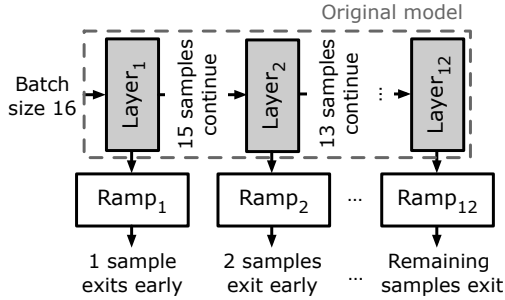 Original model
Batch
size 16
Layer1
15 samples
continue
Layer2
13 samples
continue
...
Layer12
Ramp1
Ramp2
...
Ramp12
1 sample
exits early
2 samples
exit early
...
Remaining
samples exit